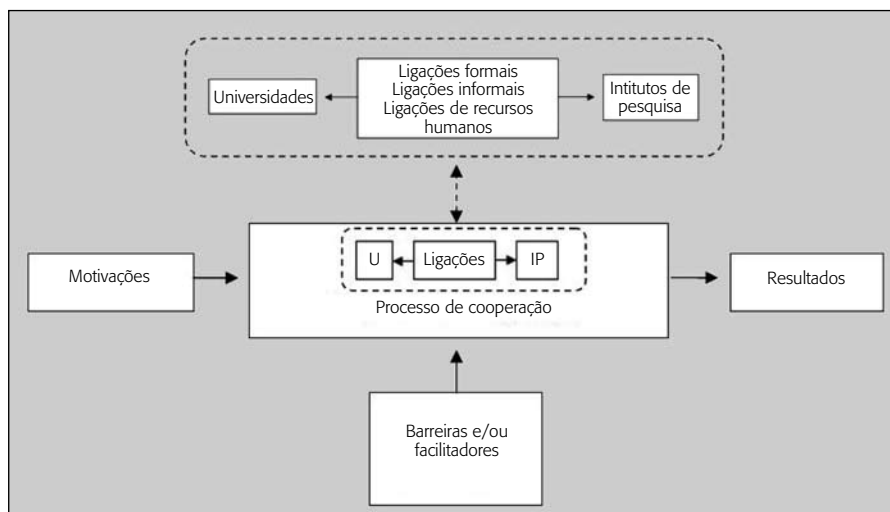 Universidades
Ligações formais
Ligações informais
Ligações de recursos
humanos
Intitutos de
pesquisa
Motivações
U
Ligações
IP
Processo de cooperação
Resultados
Barreiras e/ou
facilitadores